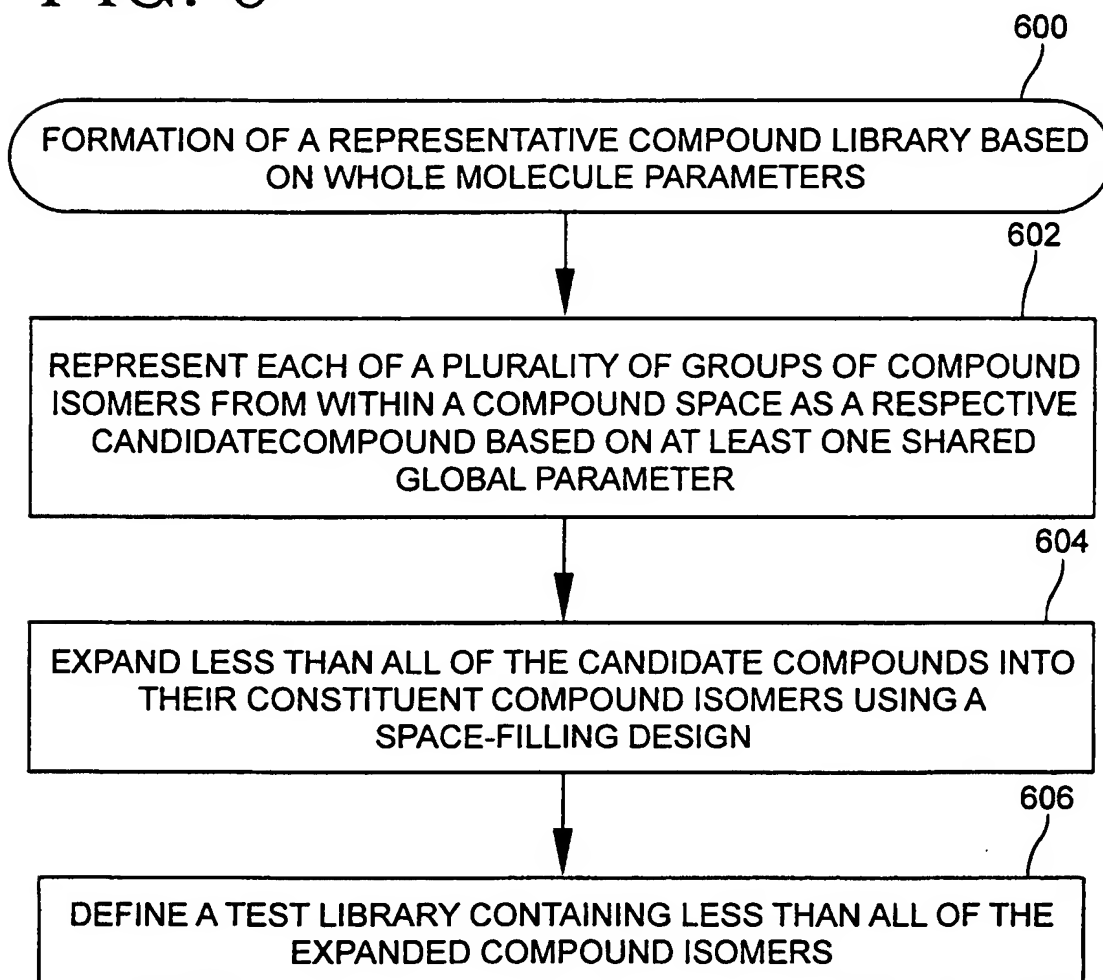 FIG. 6
600
FORMATION OF A REPRESENTATIVE COMPOUND LIBRARY BASED
ON WHOLE MOLECULE PARAMETERS
602
REPRESENT EACH OF A PLURALITY OF GROUPS OF COMPOUND
ISOMERS FROM WITHIN A COMPOUND SPACE AS A RESPECTIVE
CANDIDATECOMPOUND BASED ON AT LEAST ONE SHARED
GLOBAL PARAMETER
604
EXPAND LESS THAN ALL OF THE CANDIDATE COMPOUNDS INTO
THEIR CONSTITUENT COMPOUND ISOMERS USING A
SPACE-FILLING DESIGN
606
DEFINE A TEST LIBRARY CONTAINING LESS THAN ALL OF THE
EXPANDED COMPOUND ISOMERS